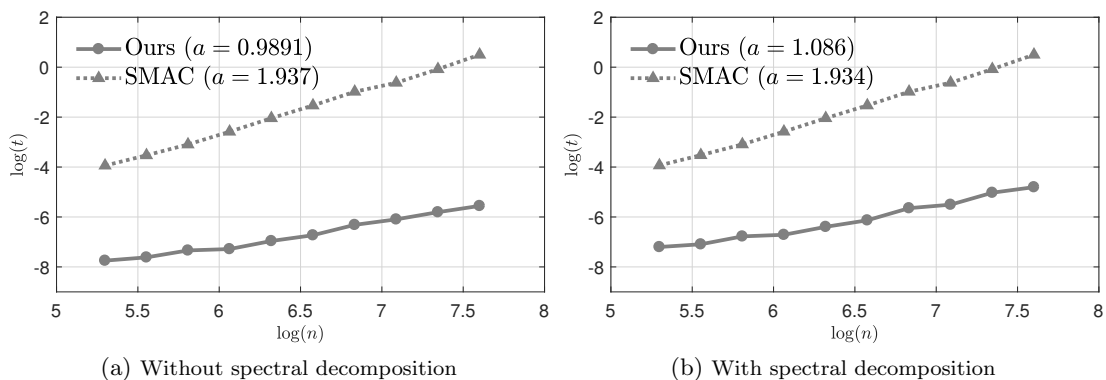 2
0
-2
-4
-6
-8
log(t)
Ours (a = 0.9891)
SMAC (a = 1.937)
5 5.5 6 6.5 7 7.5 8
log(n)
(a) Without spectral decomposition
2
0
-2
-4
-6
-8
log(t)
Ours (a = 1.086)
SMAC (a = 1.934)
5 5.5 6 6.5 7 7.5 8
log(n)
(b) With spectral decomposition